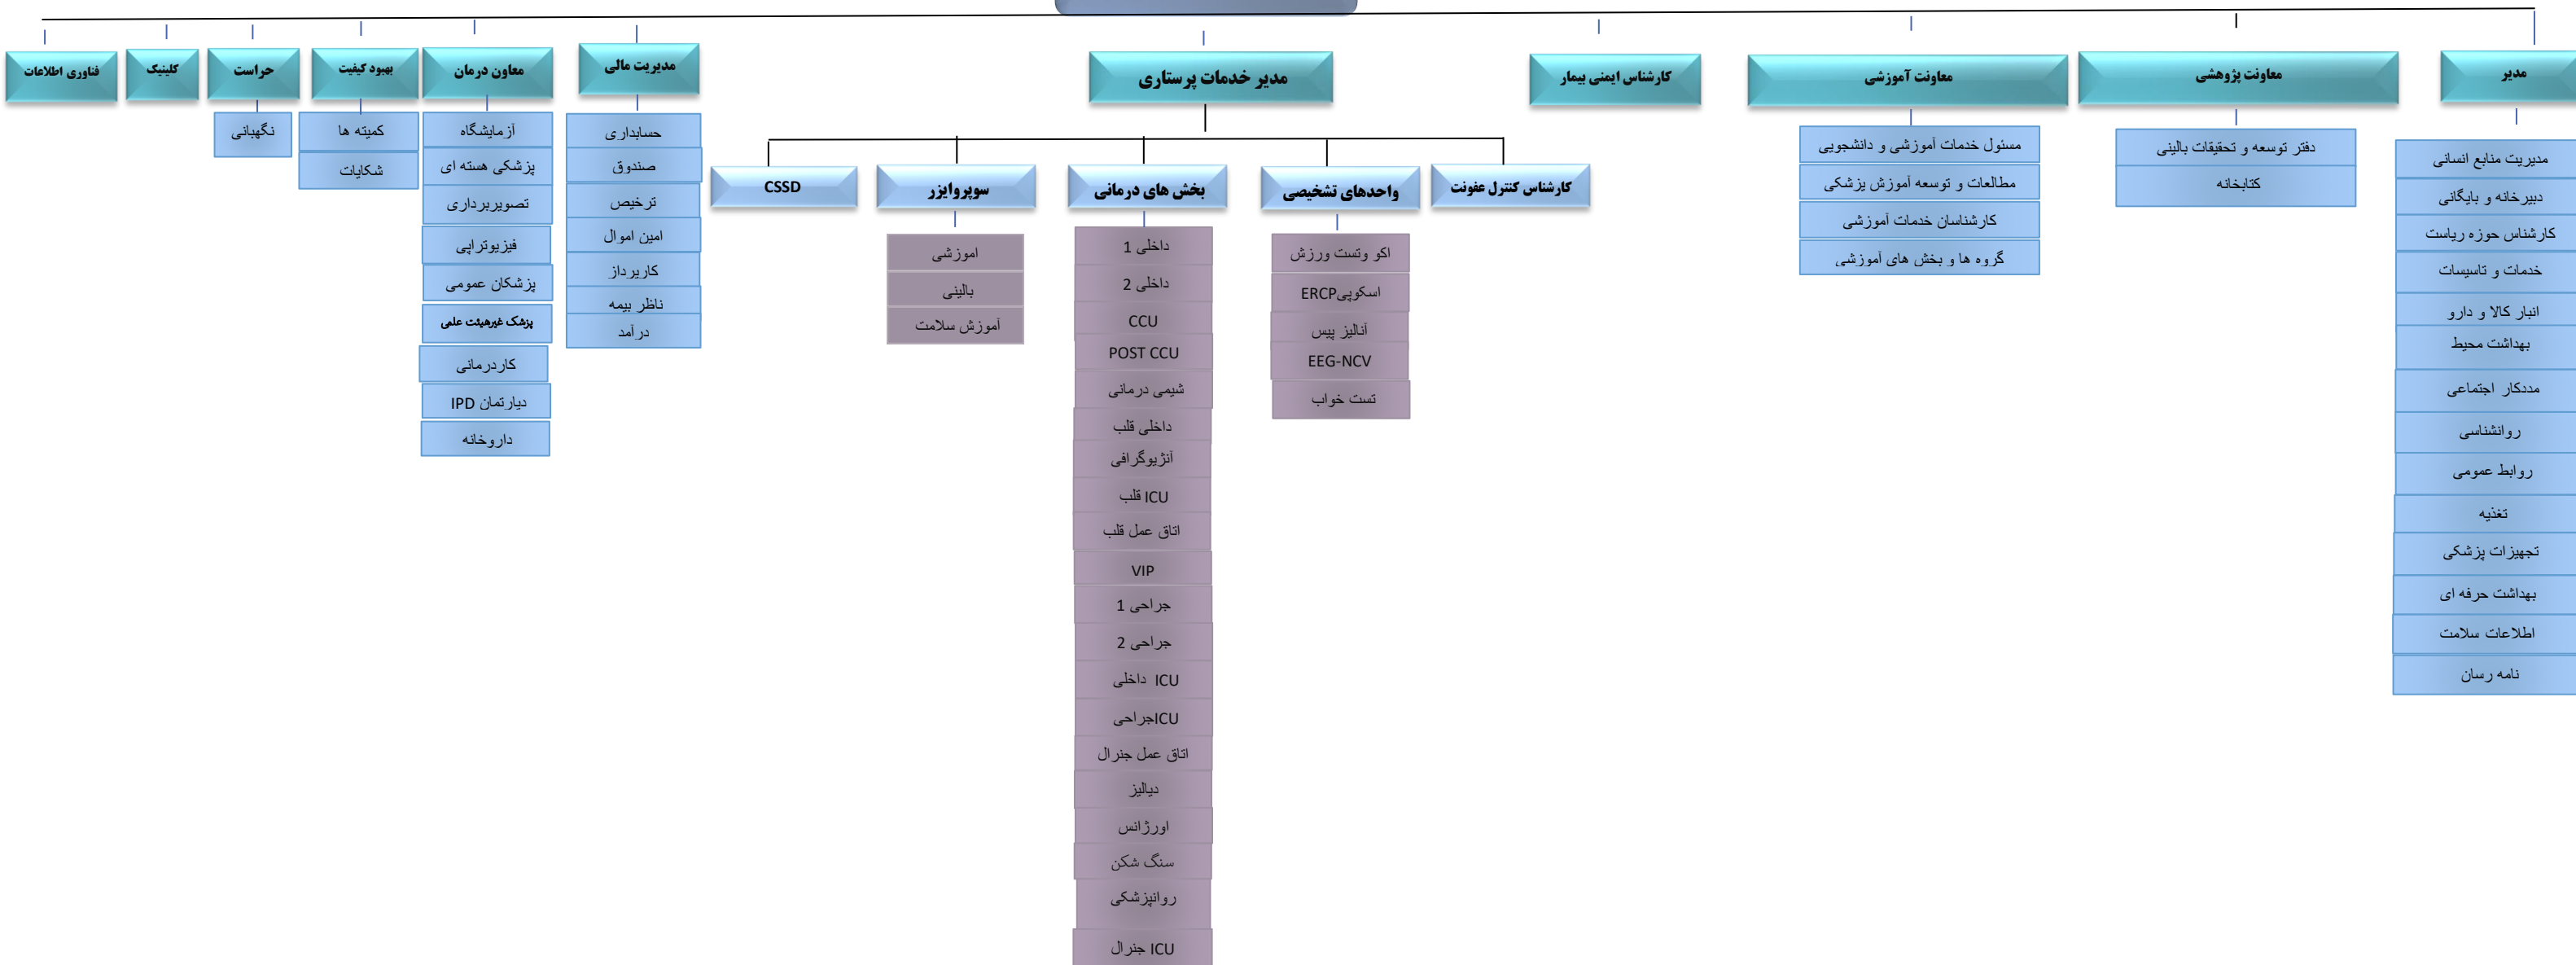 مدیر
معاونت پژوهشی
معاونت آموزشی
کارشناس ایمنی بیمار
مدیر خدمات پرستاری
مدیریت مالی
معاون درمان
بهبود کیفیت
حراست
کلینیک
فناوری اطلاعات
مدیریت منابع انسانی
دبیرخانه و بایگانی
کارشناس حوزه ریاست
خدمات و تاسیسات
انبار کالا و دارو
بهداشت محیط
مددکار اجتماعی
روانشناسی
روابط عمومی
تغذیه
تجهیزات پزشکی
بهداشت حرفه ای
اطلاعات سلامت
نامه رسان
دفتر توسعه و تحقیقات بالینی
کتابخانه
مسئول خدمات آموزشی و دانشجویی
مطالعات و توسعه آموزش پزشکی
کارشناسان خدمات آموزشی
گروه ها و بخش های آموزشی
کارشناس کنترل عفونت
واحدهای تشخیصی
بخش های درمانی
سوپروایزر
CSSD
اکو وتست ورزش
اسکوپیERCP
آنالیز پیس
EEG-NCV
تست خواب
داخلی 1
داخلی 2
CCU
POST CCU
شیمی درمانی
داخلی قلب
آنژیوگرافی
ICU قلب
اتاق عمل قلب
VIP
جراحی 1
جراحی 2
ICU داخلی
ICUجراحی
اتاق عمل جنرال
دیالیز
اورژانس
سنگ شکن
روانپزشکی
ICU جنرال
اموزشی
بالینی
آموزش سلامت
حسابداری
صندوق
ترخیص
امین اموال
کارپرداز
ناظر بیمه
درآمد
آزمایشگاه
پزشکی هسته ای
تصویربرداری
فیزیوتراپی
پزشکان عمومی
پزشک غیرهیئت علمی
کاردرمانی
دپارتمان IPD
داروخانه
کمیته ها
شکایات
نگهبانی